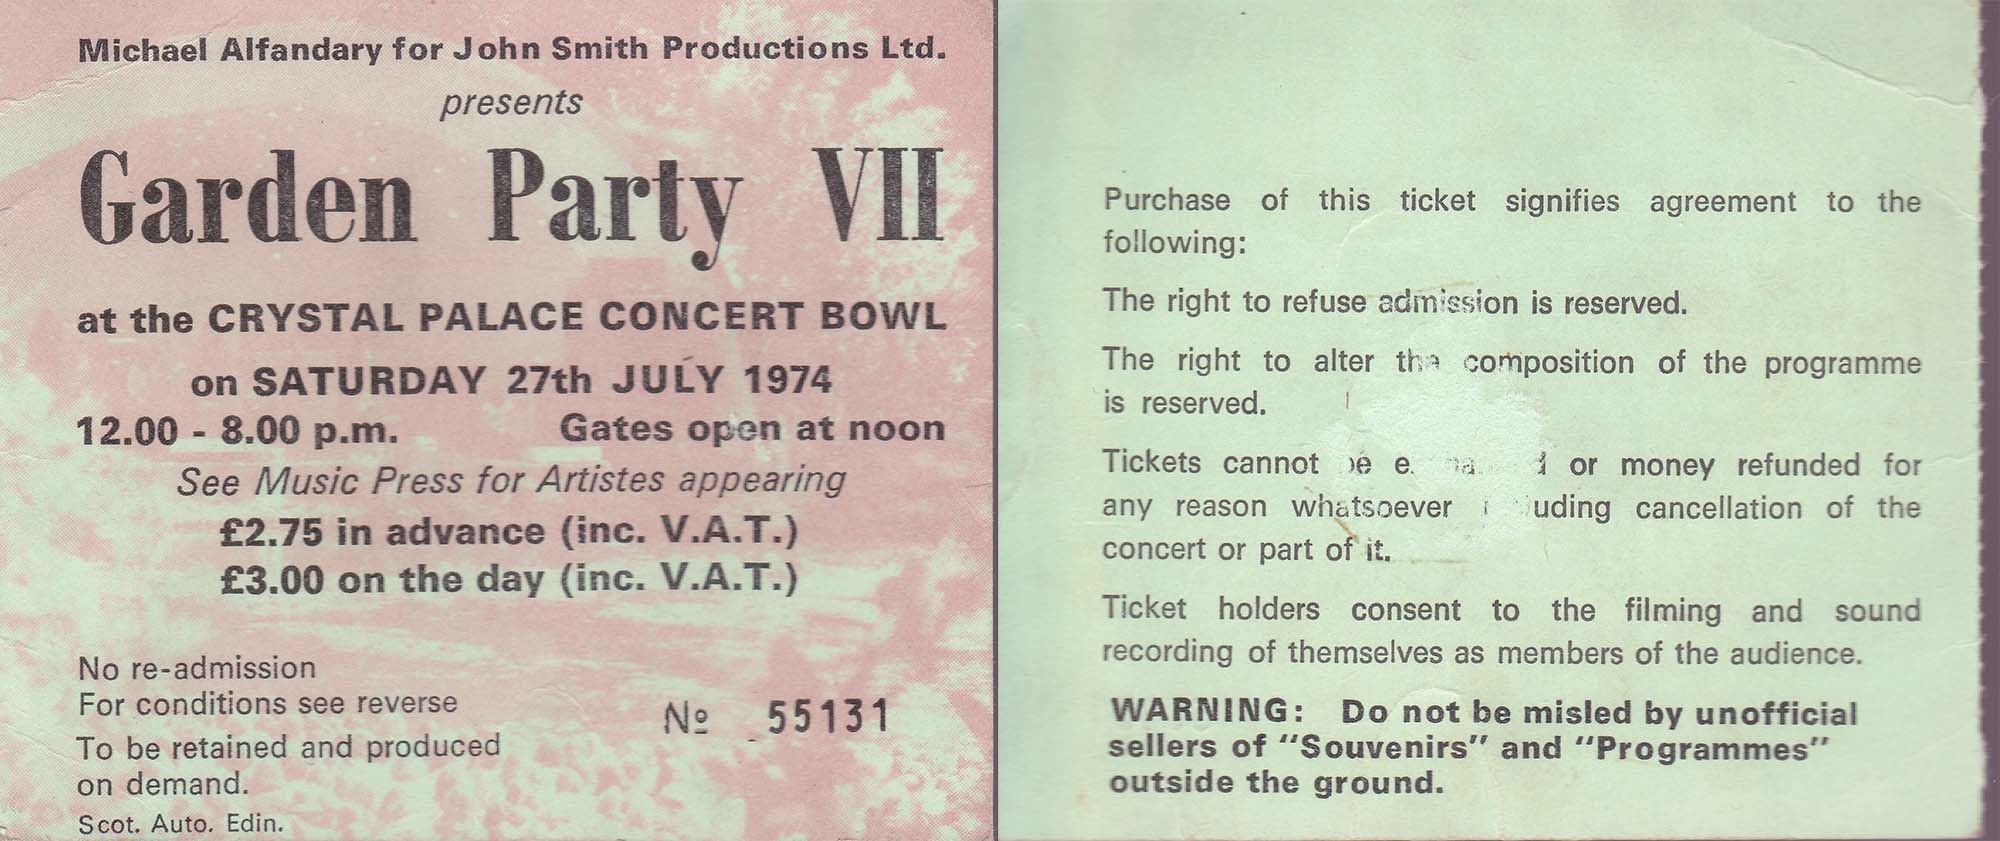 Michael Alfandary for John Smith Productions Ltd.
presents
Garden Party VII
at the CRYSTAL PALACE CONCERT BOWL
on SATURDAY 27th JULY 1974
12.00 - 8.00 p.m. Gates open at noon
See Music Press for Artistes appearing
£2.75 in advance (inc. V.A.T.)
£3.00 on the day (inc. V.A.T.)
No re-admission
For conditions see reverse
To be retained and produced
on demand.
Scot. Auto. Edin.
Nº 55131
Purchase of this ticket signifies agreement to the
following:
The right to refuse admission is reserved.
The right to alter the composition of the programme
is reserved.
Tickets cannot be or money refunded for
any reason whatsoever cancellation of the
concert or part of it.
Ticket holders consent to the filming and sound
recording of themselves as members of the audience.
WARNING: Do not be misled by unofficial
sellers of "Souvenirs" and "Programmes"
outside the ground.